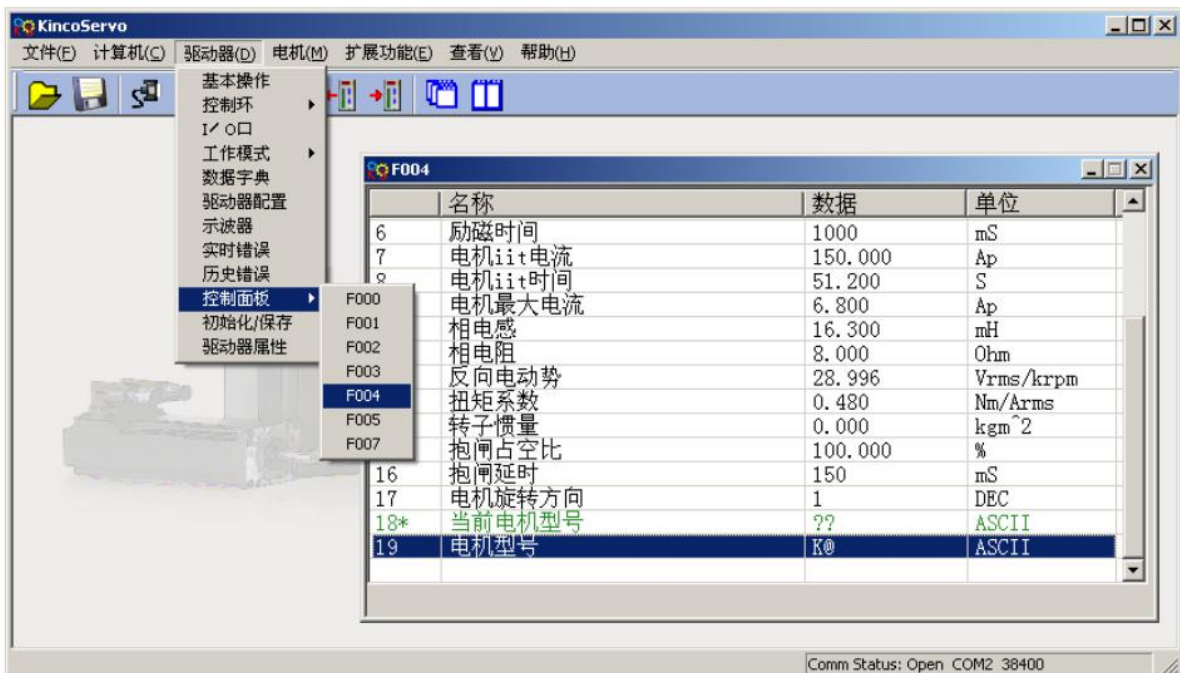 KincoServo
文件(F) 计算机(C) 驱动器(D) 电机(M) 扩展功能(E) 查看(V) 帮助(H)
基本操作
控制环
I/O口
工作模式
数据字典
驱动器配置
示波器
实时错误
历史错误
控制面板
初始化/保存
驱动器属性
F000
F001
F002
F003
F004
F005
F007
F004
名称 数据 单位
6 励磁时间 1000 mS
7 电机iit电流 150.000 Ap
8 电机iit时间 51.200 S
电机最大电流 6.800 Ap
相电感 16.300 mH
相电阻 8.000 Ohm
反向电动势 28.996 Vrms/krpm
扭矩系数 0.480 Nm/Arms
转子惯量 0.000 kgm^2
抱闸占空比 100.000 %
16 抱闸延时 150 mS
17 电机旋转方向 1 DEC
18* 当前电机型号 ?? ASCII
19 电机型号 K@ ASCII
Comm Status: Open COM2 38400